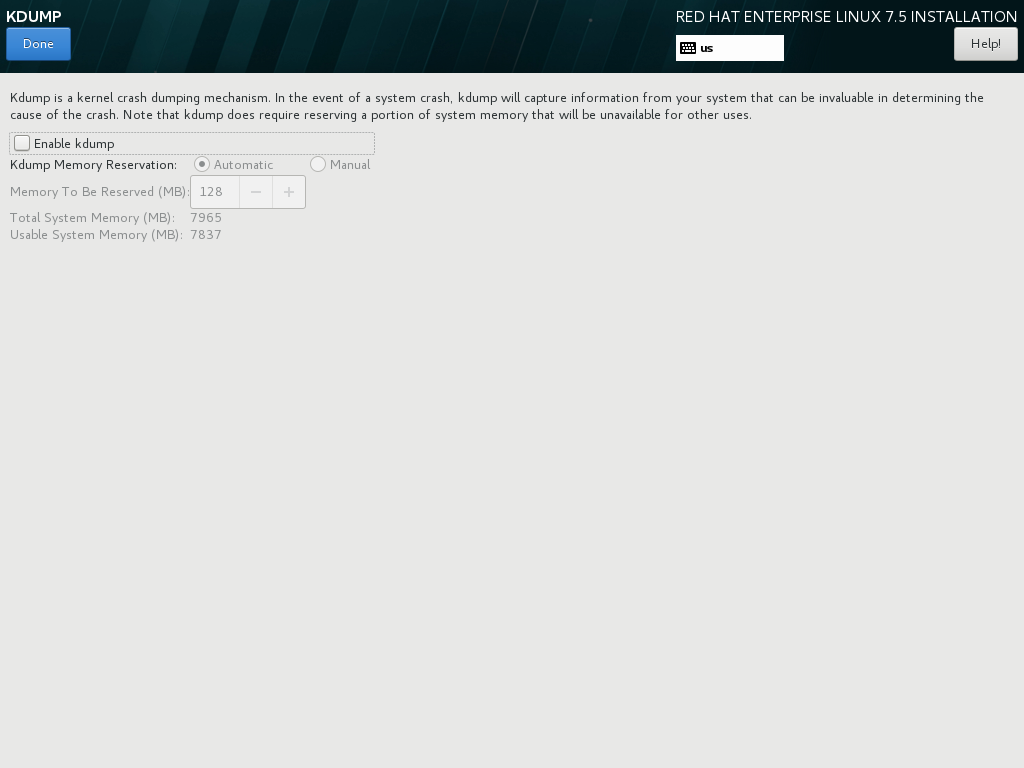 KDUMP
RED HAT ENTERPRISE LINUX 7.5 INSTALLATION
Done
us
Help!
Kdump is a kernel crash dumping mechanism. In the event of a system crash, kdump will capture information from your system that can be invaluable in determining the
cause of the crash. Note that kdump does require reserving a portion of system memory that will be unavailable for other uses.
Enable kdump
Kdump Memory Reservation: Automatic Manual
Memory To Be Reserved (MB): 128 − +
Total System Memory (MB): 7965
Usable System Memory (MB): 7837